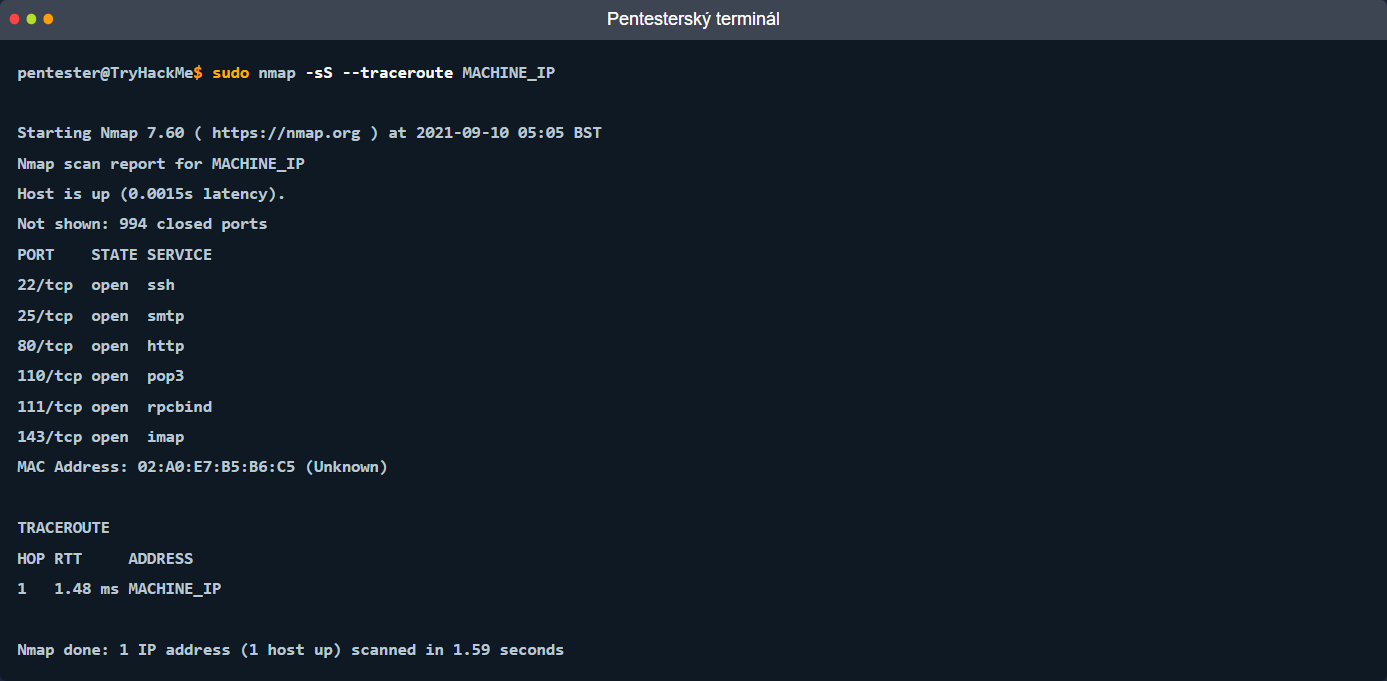 Pentesterský terminál
pentester@TryHackMe$ sudo nmap -sS --traceroute MACHINE_IP
Starting Nmap 7.60 ( https://nmap.org ) at 2021-09-10 05:05 BST
Nmap scan report for MACHINE_IP
Host is up (0.0015s latency).
Not shown: 994 closed ports
PORT    STATE SERVICE
22/tcp  open  ssh
25/tcp  open  smtp
80/tcp  open  http
110/tcp open  pop3
111/tcp open  rpcbind
143/tcp open  imap
MAC Address: 02:A0:E7:B5:B6:C5 (Unknown)
TRACEROUTE
HOP RTT     ADDRESS
1   1.48 ms MACHINE_IP
Nmap done: 1 IP address (1 host up) scanned in 1.59 seconds